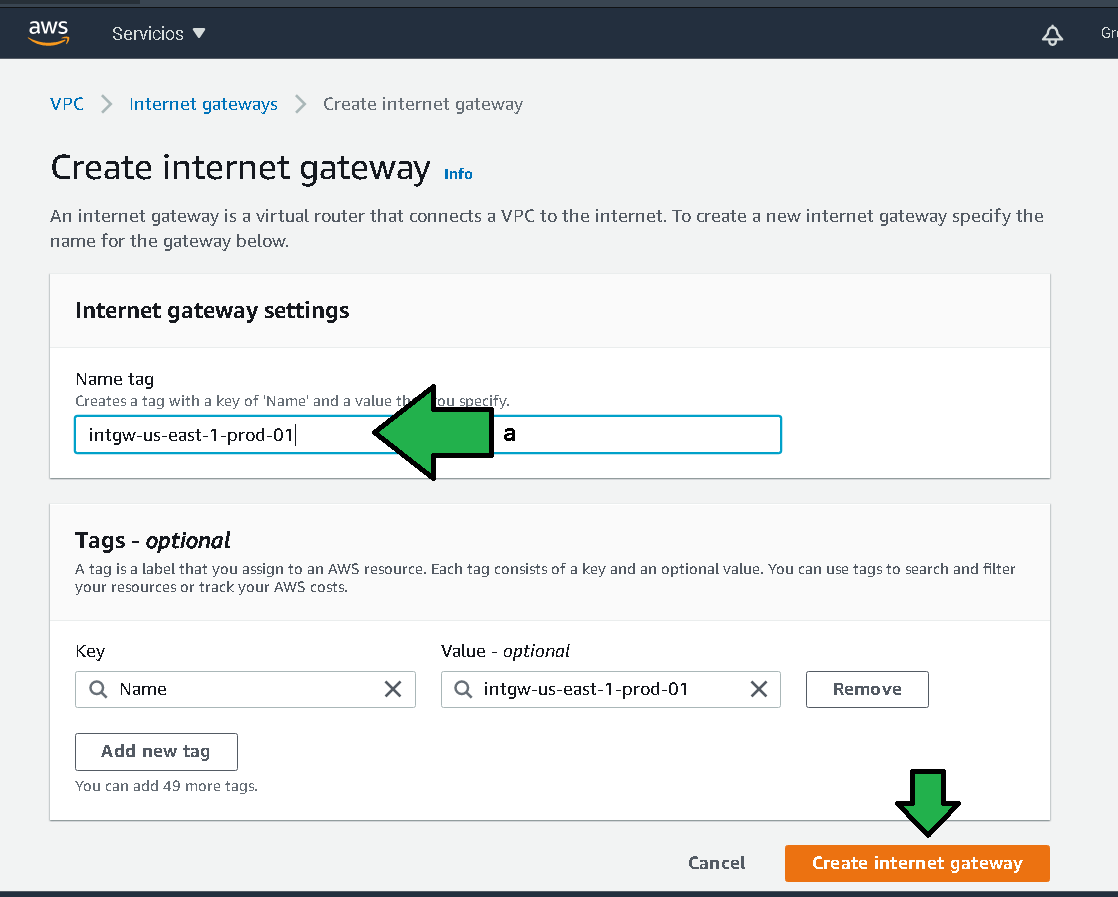 aws Servicios ▼ Gr
VPC > Internet gateways > Create internet gateway
Create internet gateway Info
An internet gateway is a virtual router that connects a VPC to the internet. To create a new internet gateway specify the
name for the gateway below.
Internet gateway settings
Name tag
Creates a tag with a key of 'Name' and a value you specify.
intgw-us-east-1-prod-01
a
Tags - optional
A tag is a label that you assign to an AWS resource. Each tag consists of a key and an optional value. You can use tags to search and filter
your resources or track your AWS costs.
Key Value - optional
Name intgw-us-east-1-prod-01 Remove
Add new tag
You can add 49 more tags.
Cancel Create internet gateway